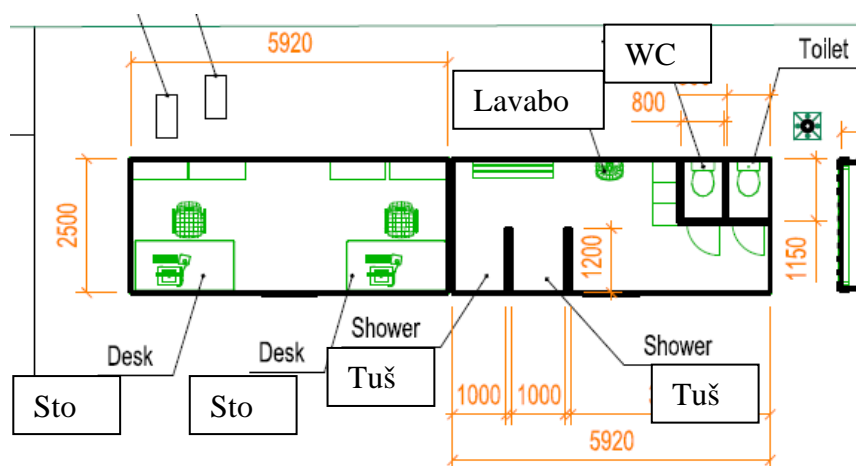 5920
WC
Toilet
Lavabo
800
2500
1200
1150
Desk
Desk
Shower
Shower
Sto
Sto
Tuš
Tuš
1000
1000
5920